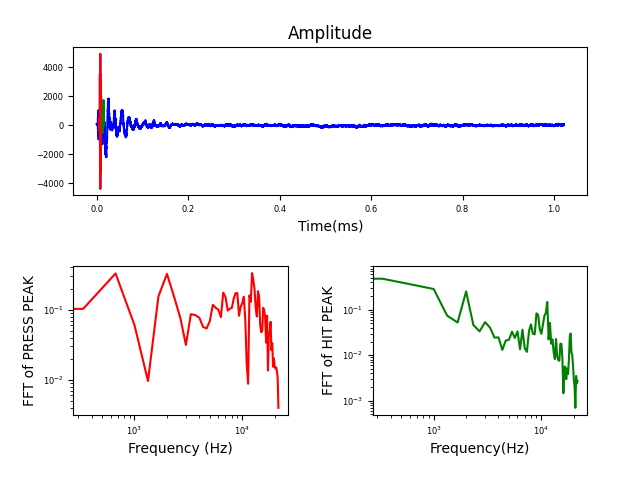 Amplitude
4000
2000
0
−2000
−4000
0.0 0.2 0.4 0.6 0.8 1.0
Time(ms)
FFT of PRESS PEAK
10⁻¹
10⁻²
10³ 10⁴
Frequency (Hz)
FFT of HIT PEAK
10⁻¹
10⁻²
10⁻³
10³ 10⁴
Frequency(Hz)